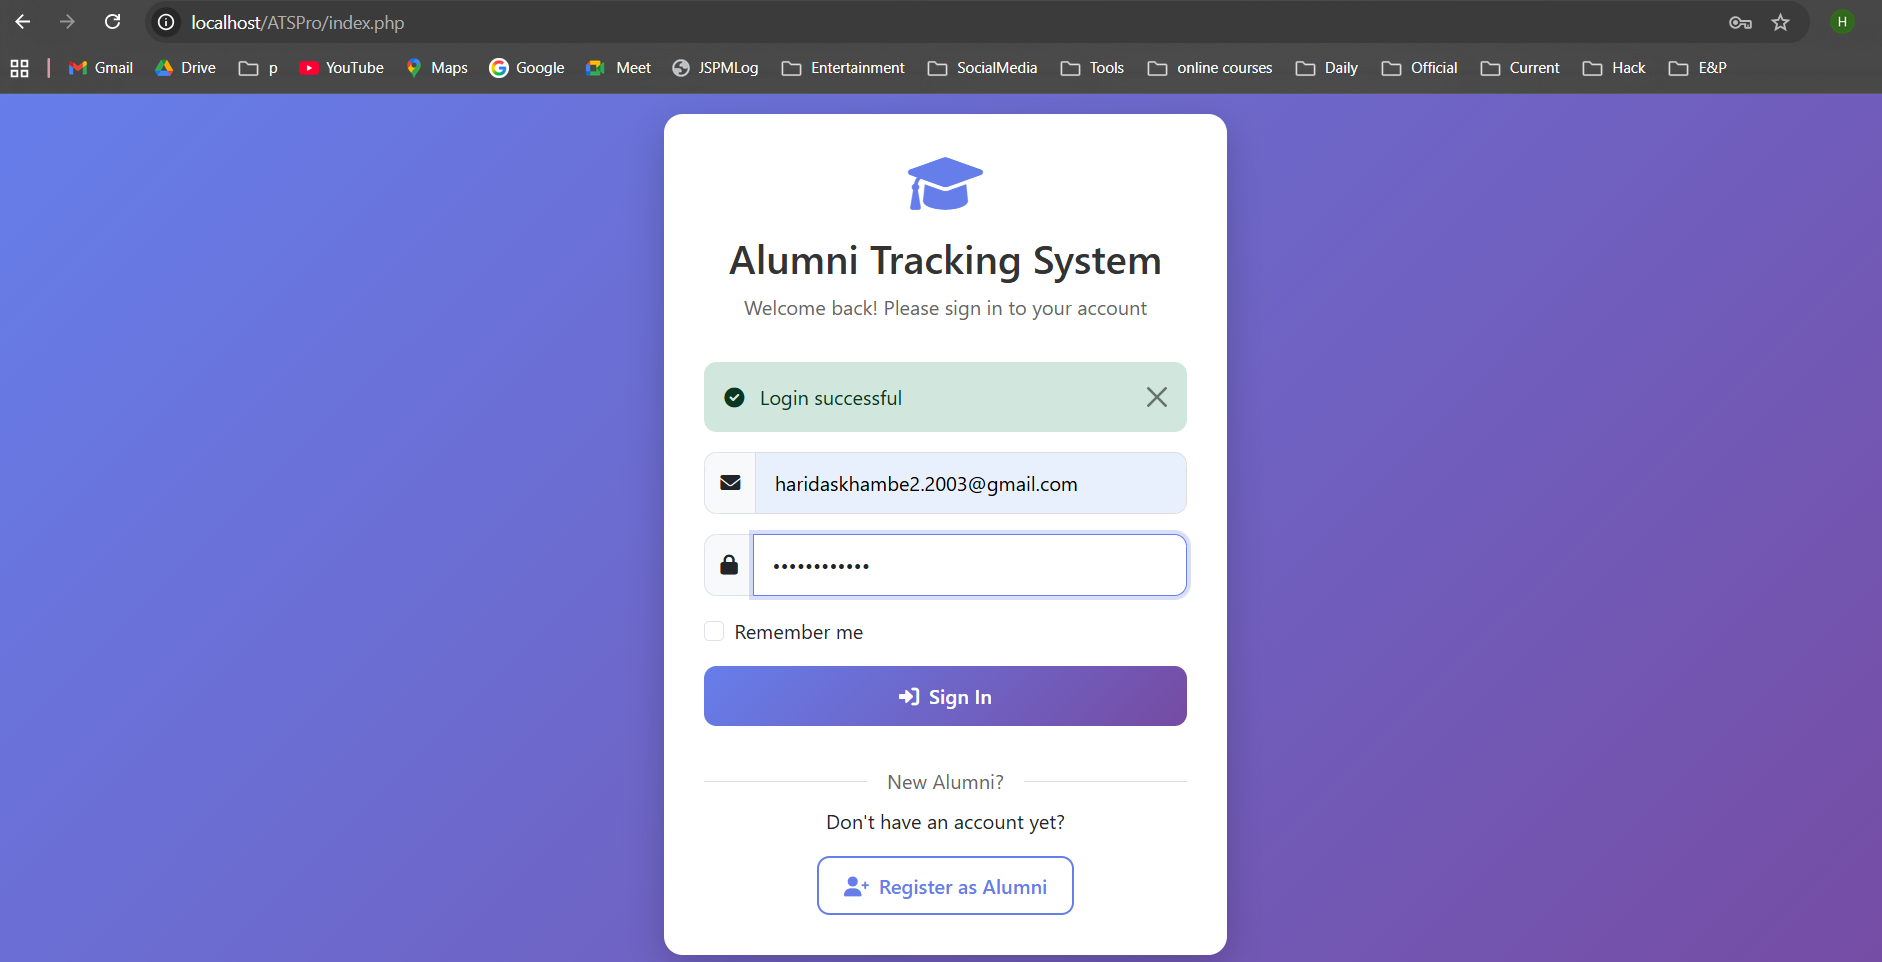 localhost/ATSPro/index.php
H
Gmail Drive p YouTube Maps Google Meet JSPMLog Entertainment SocialMedia Tools online courses Daily Official Current Hack E&P
Alumni Tracking System
Welcome back! Please sign in to your account
Login successful
haridaskhambe2.2003@gmail.com
••••••••••••
Remember me
Sign In
New Alumni?
Don't have an account yet?
Register as Alumni